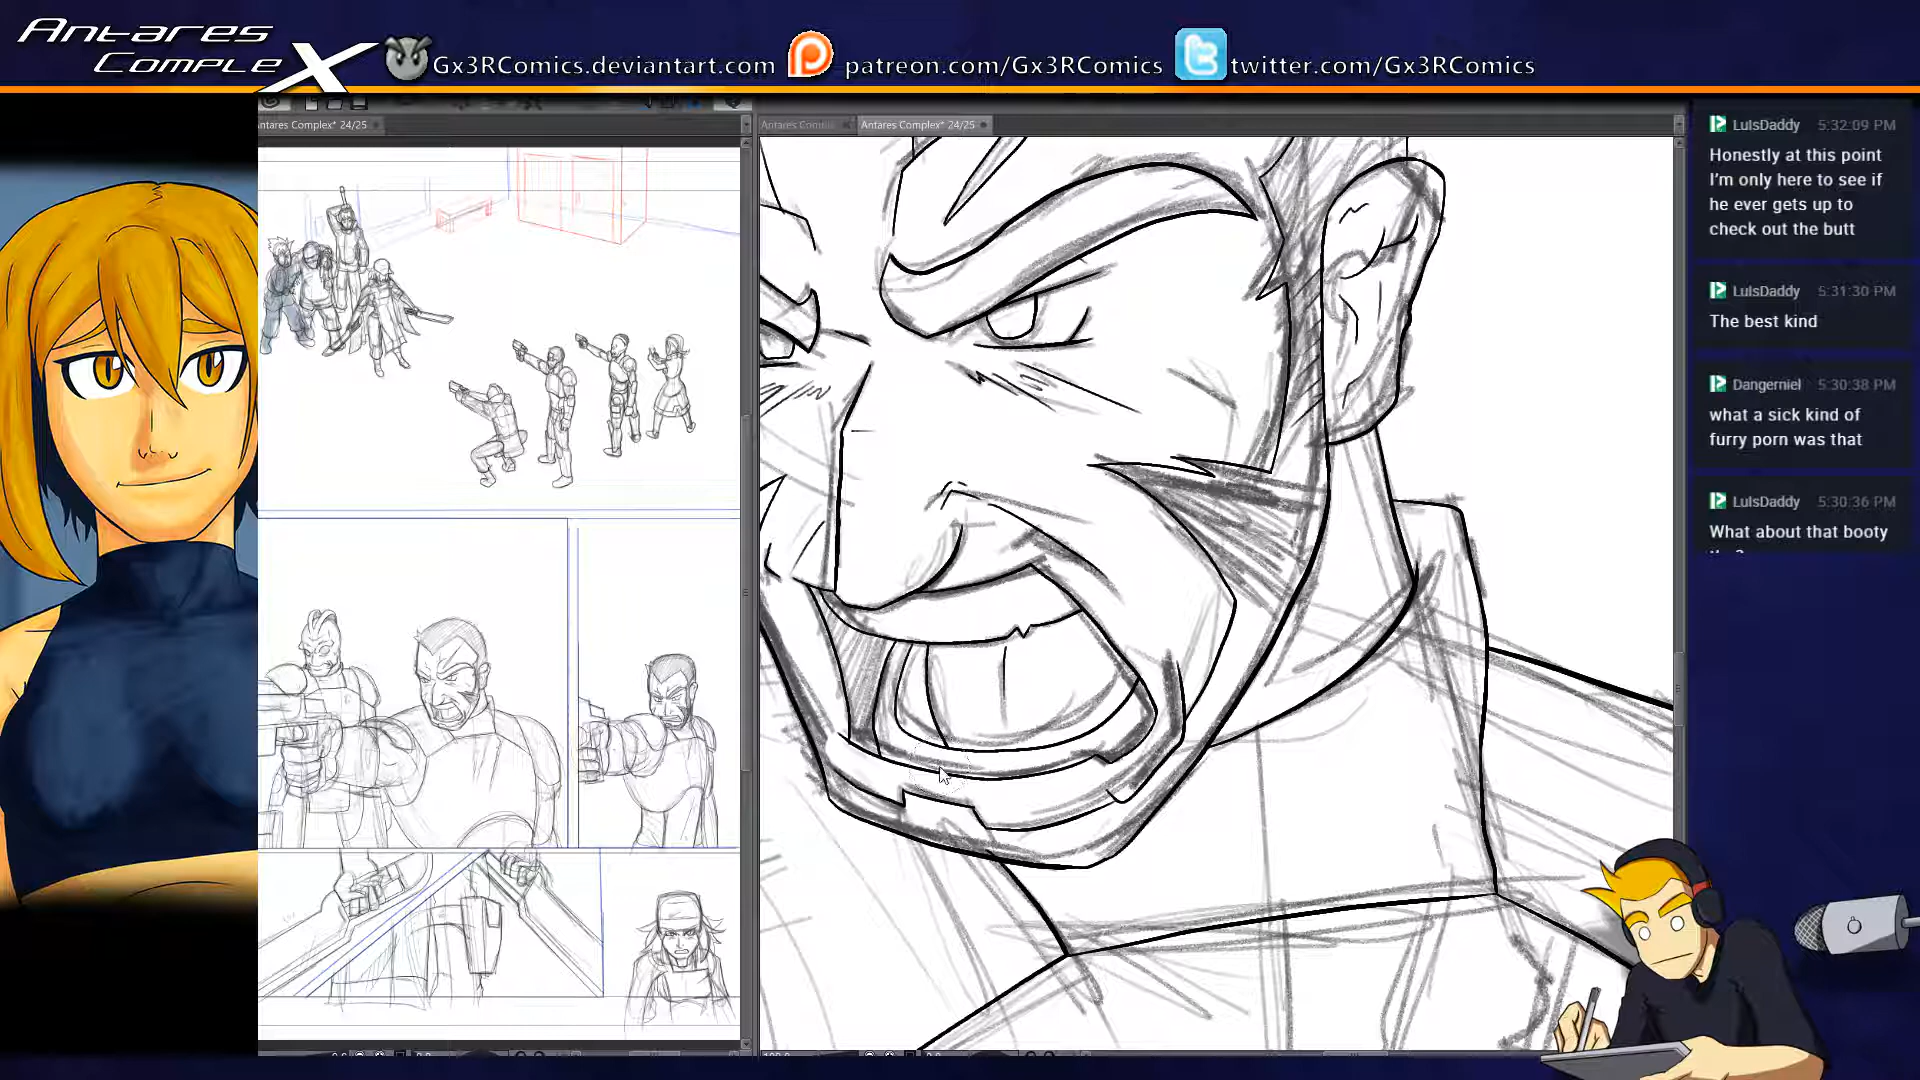 Antares
CompleX
Gx3RComics.deviantart.com
patreon.com/Gx3RComics
twitter.com/Gx3RComics
ntares Complex* 24/25
Antares Complex* 24/25
LulsDaddy 5:32:09 PM
Honestly at this point
I'm only here to see if
he ever gets up to
check out the butt
LulsDaddy 5:31:30 PM
The best kind
Dangerniel 5:30:38 PM
what a sick kind of
furry porn was that
LulsDaddy 5:30:36 PM
What about that booty